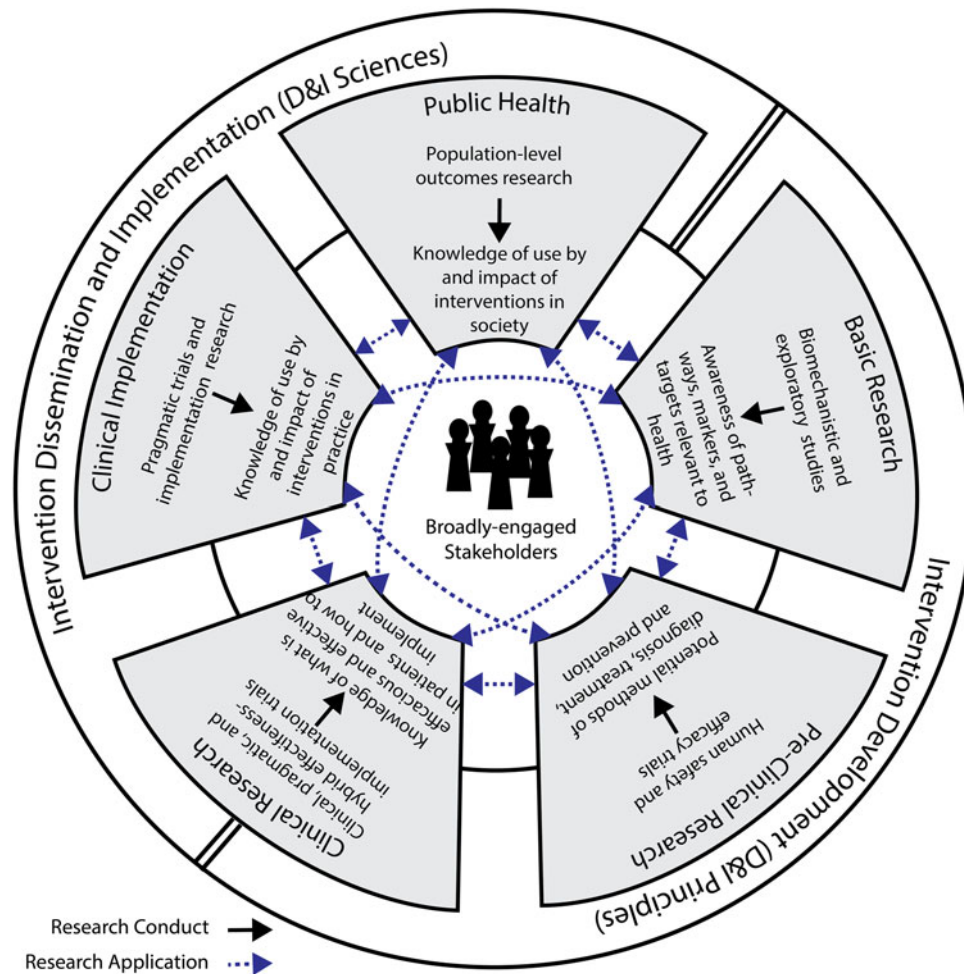 Intervention Dissemination and Implementation (D&I Sciences)
Public Health
Population-level
outcomes research
Knowledge of use by
and impact of
interventions in
society
Basic Research
Biomechanistic and
exploratory studies
Awareness of path-
ways, markers, and
targets relevant to
health
Intervention Development (D&I Principles)
Pre-Clinical Research
Human safety and
efficacy trials
Potential methods of
diagnosis, treatment,
and prevention
Clinical Research
Clinical, pragmatic, and
hybrid effectifeness-
implementation trials
Knowledge of what is
efficacious and effective
in patients and how to
implement
Clinical Implementation
Pragmatic trials and
implementation research
Knowledge of use by
and impact of
interventions in
practice
Broadly-engaged
Stakeholders
Research Conduct
Research Application